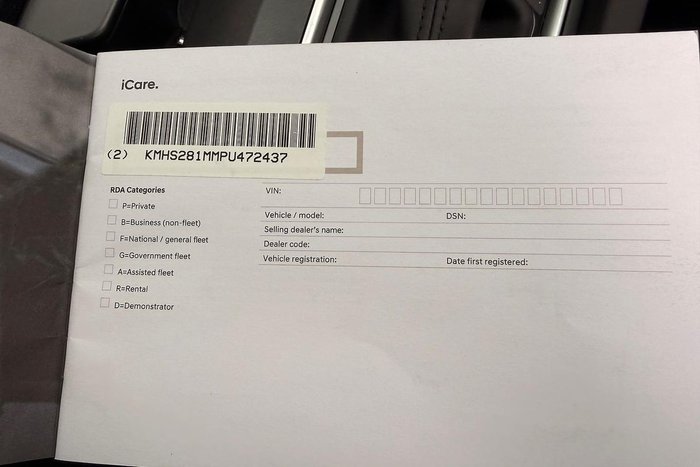 iCare.
(2) KMHS281MMPU472437
RDA Categories
P=Private
B=Business (non-fleet)
F=National / general fleet
G=Government fleet
A=Assisted fleet
R=Rental
D=Demonstrator
VIN:
Vehicle / model: DSN:
Selling dealer's name:
Dealer code:
Vehicle registration: Date first registered: